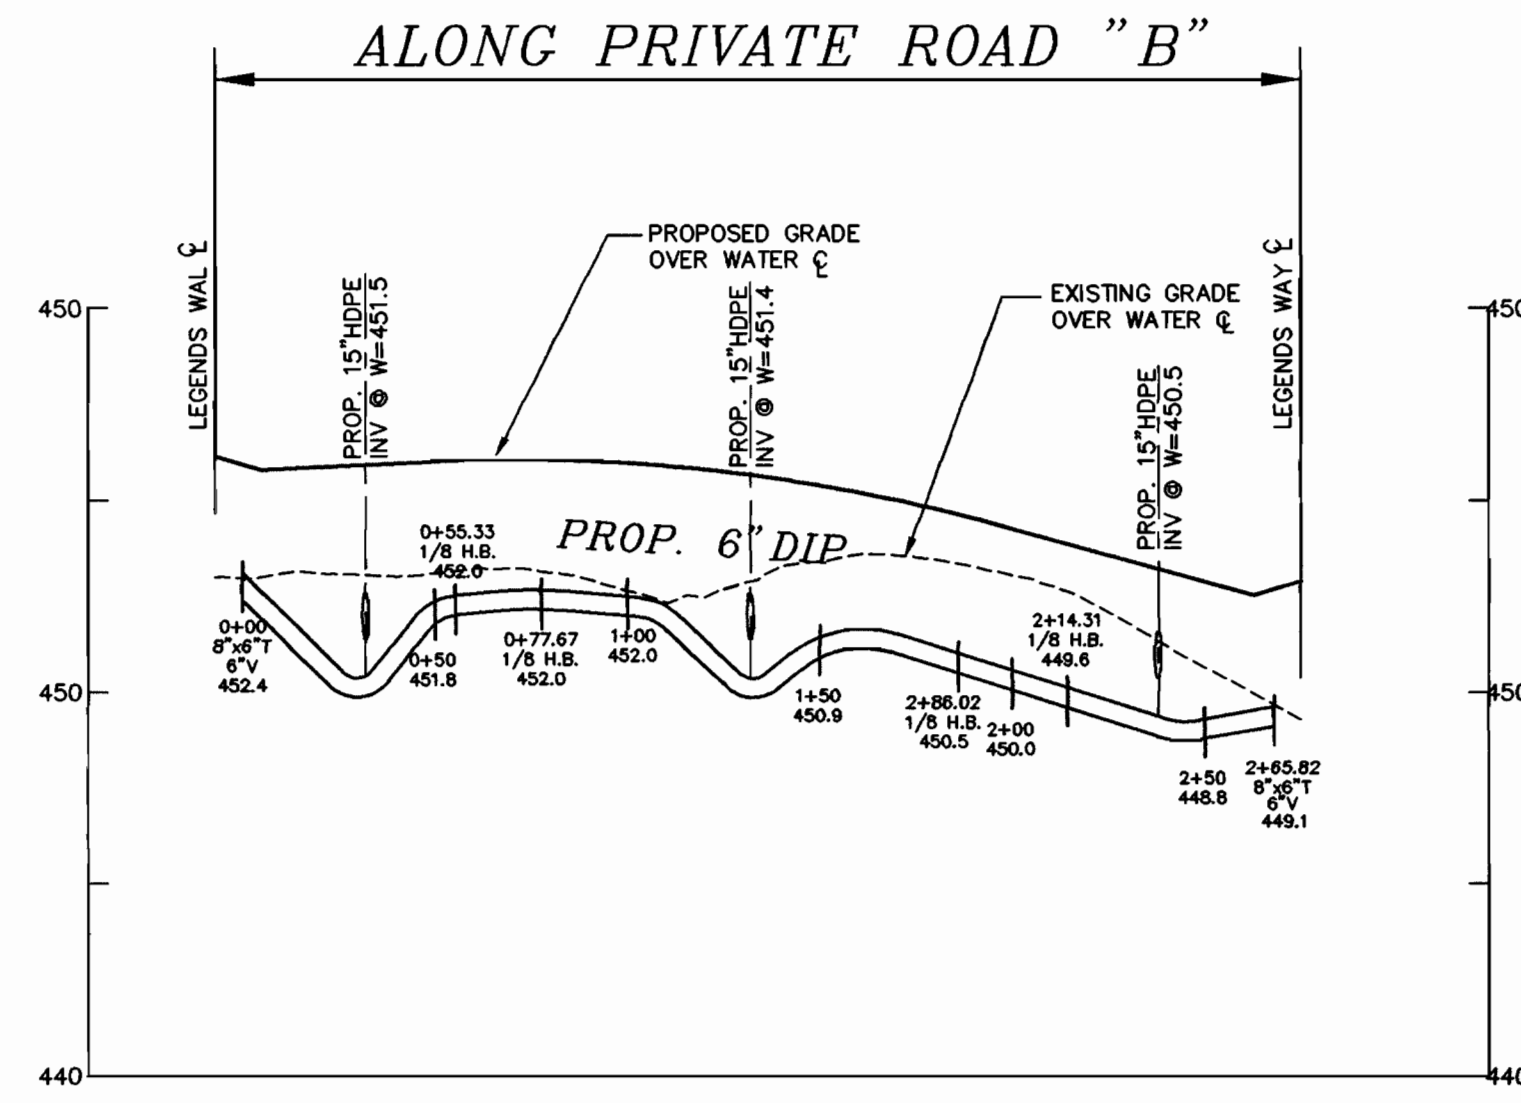 ALONG PRIVATE ROAD "B"
LEGENDS WAL ℄
PROP. 15"HDPE
INV @ W=451.5
PROPOSED GRADE
OVER WATER ℄
PROP. 15"HDPE
INV @ W=451.4
EXISTING GRADE
OVER WATER ℄
PROP. 15"HDPE
INV @ W=450.5
LEGENDS WAY ℄
450
450
PROP. 6" DIP
0+00
8"x6"T
6"V
452.4
0+55.33
1/8 H.B.
452.0
0+50
451.8
0+77.67
1/8 H.B.
452.0
1+00
452.0
1+50
450.9
2+86.02
1/8 H.B.
450.5
2+00
450.0
2+14.31
1/8 H.B.
449.6
2+50
448.8
2+65.82
8"x6"T
6"V
449.1
450
450
440
440